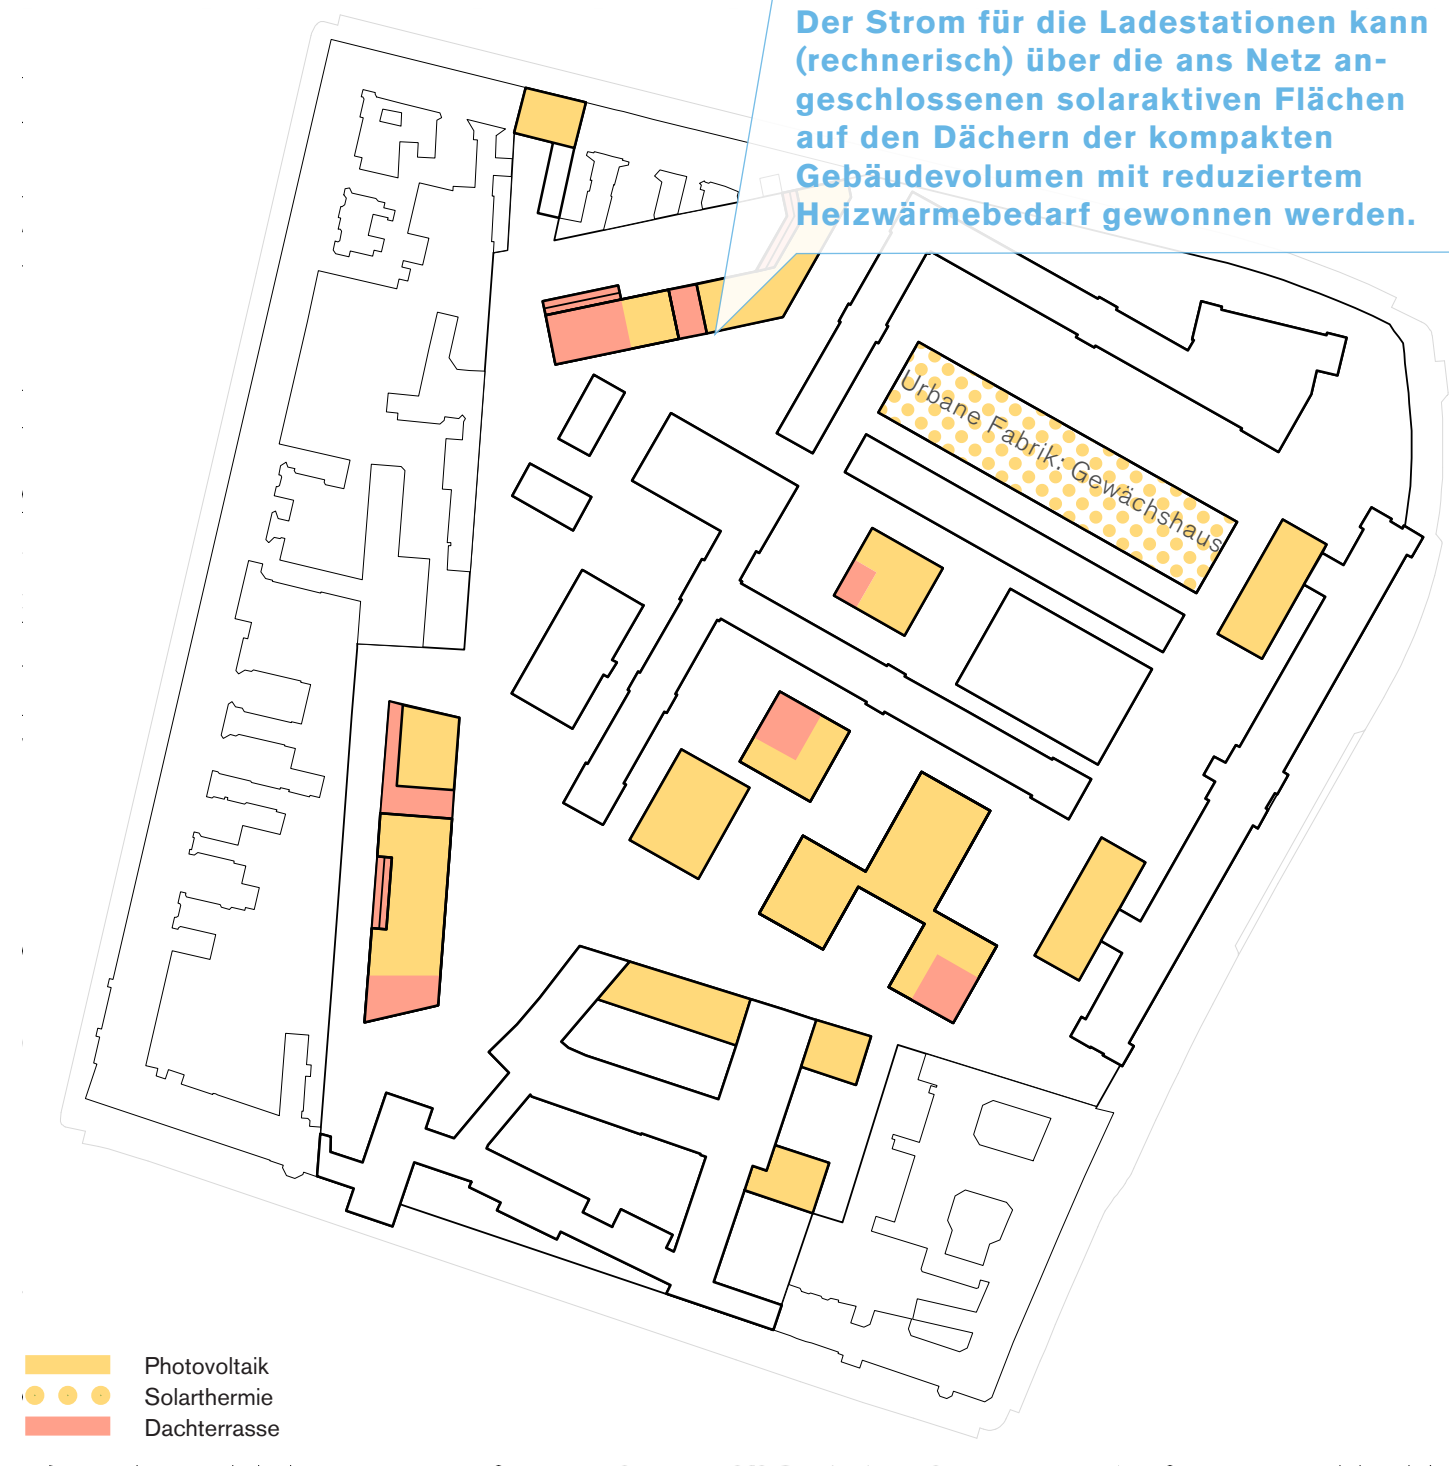 Der Strom für die Ladestationen kann
(rechnerisch) über die ans Netz an-
geschlossenen solaraktiven Flächen
auf den Dächern der kompakten
Gebäudevolumen mit reduziertem
Heizwärmebedarf gewonnen werden.
Urbane Fabrik: Gewächshaus
Photovoltaik
Solarthermie
Dachterrasse